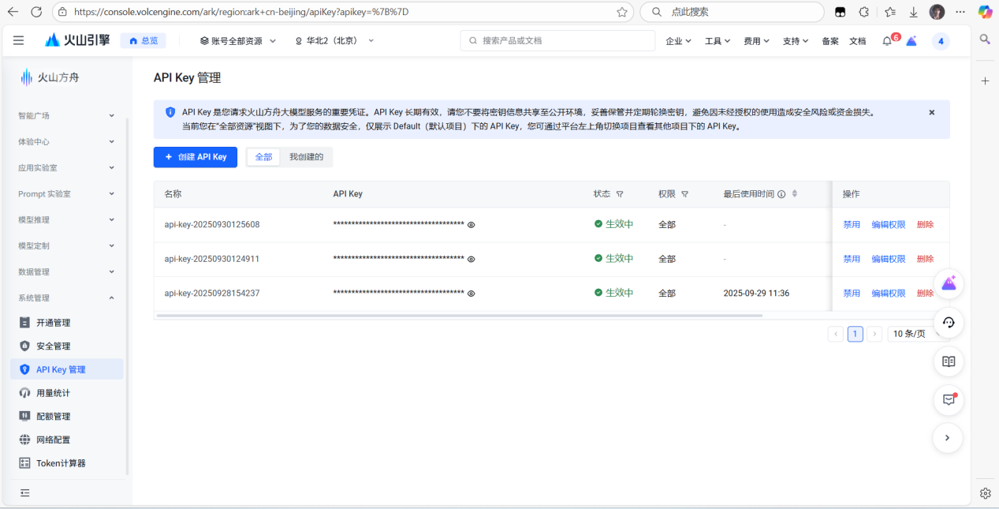 https://console.volcengine.com/ark/region:ark+cn-beijing/apiKey?apikey=%7B%7D
点此搜索
火山引擎
总览
账号全部资源
华北2（北京）
搜索产品或文档
企业
工具
费用
支持
备案
文档
6
4
火山方舟
智能广场
体验中心
应用实验室
Prompt 实验室
模型推理
模型定制
数据管理
系统管理
开通管理
安全管理
API Key 管理
用量统计
配额管理
网络配置
Token计算器
API Key 管理
API Key 是您请求火山方舟大模型服务的重要凭证。API Key 长期有效，请您不要将密钥信息共享至公开环境，妥善保管并定期轮换密钥，避免因未经授权的使用造成安全风险或资金损失。
当前您在"全部资源"视图下，为了您的数据安全，仅展示 Default（默认项目）下的 API Key，您可通过平台左上角切换项目查看其他项目下的 API Key。
+ 创建 API Key
全部
我创建的
名称 API Key 状态 权限 最后使用时间 操作
api-key-20250930125608 ************************************ 生效中 全部 - 禁用 编辑权限 删除
api-key-20250930124911 ************************************ 生效中 全部 - 禁用 编辑权限 删除
api-key-20250928154237 ************************************ 生效中 全部 2025-09-29 11:36 禁用 编辑权限 删除
1
10 条/页